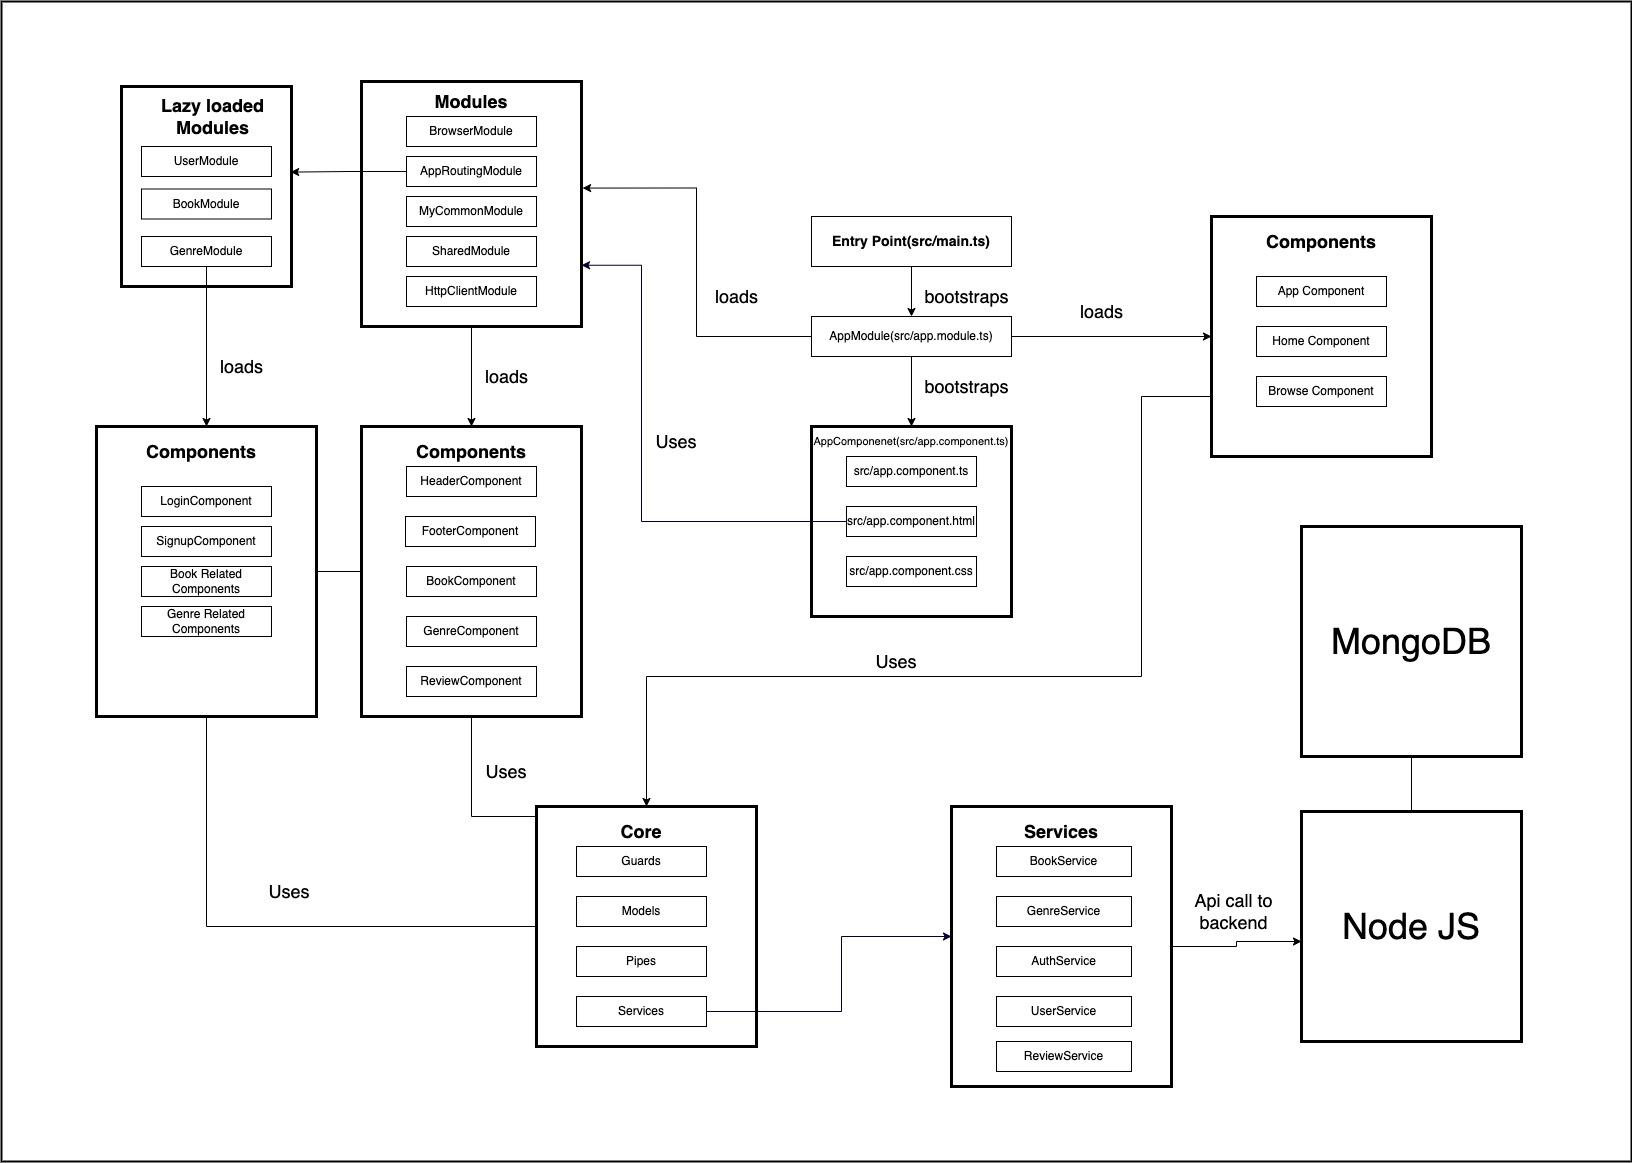 Lazy loaded
Modules
UserModule
BookModule
GenreModule
Modules
BrowserModule
AppRoutingModule
MyCommonModule
SharedModule
HttpClientModule
Entry Point(src/main.ts)
bootstraps
loads
AppModule(src/app.module.ts)
loads
bootstraps
Components
App Component
Home Component
Browse Component
loads
loads
Uses
Components
LoginComponent
SignupComponent
Book Related
Components
Genre Related
Components
Components
HeaderComponent
FooterComponent
BookComponent
GenreComponent
ReviewComponent
AppComponenet(src/app.component.ts)
src/app.component.ts
src/app.component.html
src/app.component.css
MongoDB
Uses
Uses
Uses
Core
Guards
Models
Pipes
Services
Services
BookService
GenreService
AuthService
UserService
ReviewService
Api call to
backend
Node JS